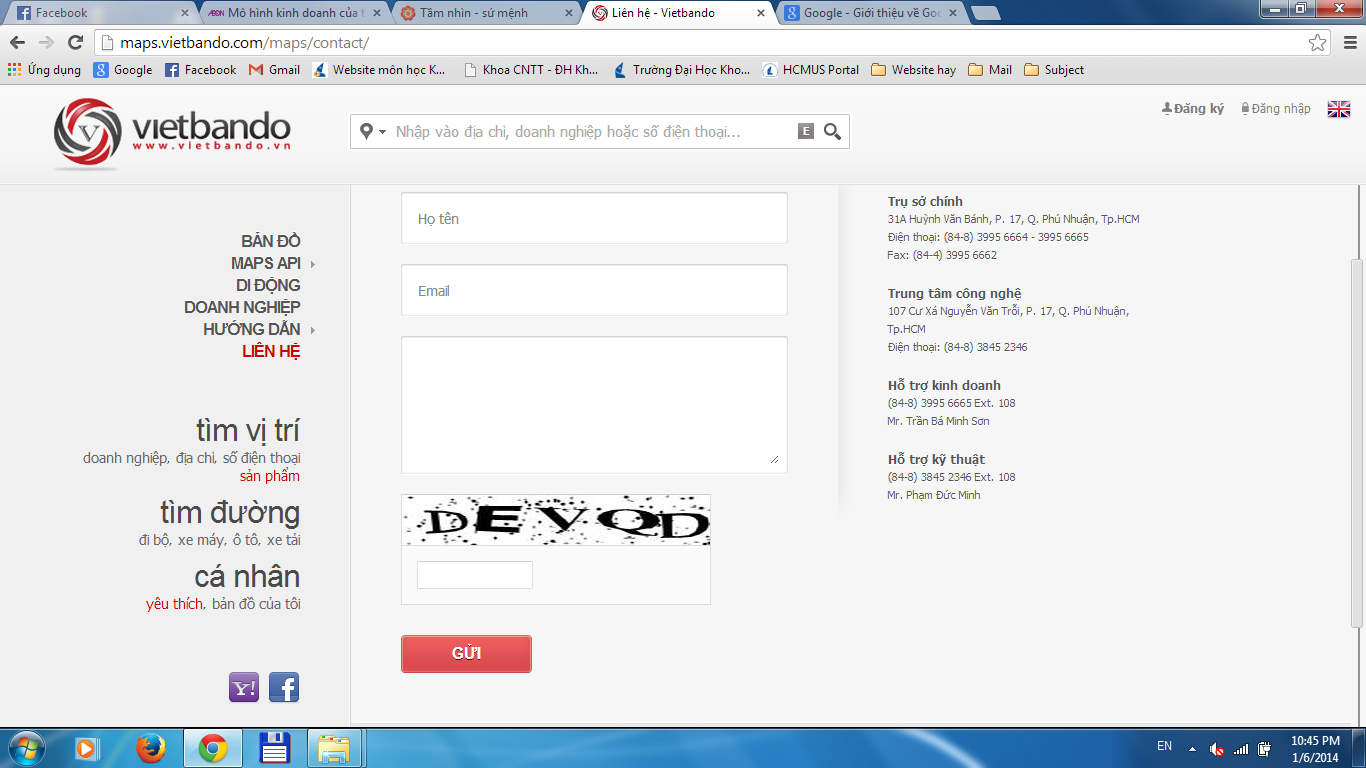 Facebook
Mô hình kinh doanh của t
Tầm nhìn - sứ mệnh
Liên hệ - Vietbando
Google - Giới thiệu về Goo
maps.vietbando.com/maps/contact/
Ứng dụng
Google
Facebook
Gmail
Website môn học K...
Khoa CNTT - ĐH Kh...
Trường Đại Học Kho...
HCMUS Portal
Website hay
Mail
Subject
V
vietbando
www.vietbando.vn
Nhập vào địa chỉ, doanh nghiệp hoặc số điện thoại...
E
Đăng ký
Đăng nhập
BẢN ĐỒ
MAPS API
DI ĐỘNG
DOANH NGHIỆP
HƯỚNG DẪN
LIÊN HỆ
tìm vị trí
doanh nghiệp, địa chỉ, số điện thoại
sản phẩm
tìm đường
đi bộ, xe máy, ô tô, xe tải
cá nhân
yêu thích, bản đồ của tôi
Y!
f
Họ tên
Email
DEVQD
GỬI
Trụ sở chính
31A Huỳnh Văn Bánh, P. 17, Q. Phú Nhuận, Tp.HCM
Điện thoại: (84-8) 3995 6664 - 3995 6665
Fax: (84-4) 3995 6662
Trung tâm công nghệ
107 Cư Xá Nguyễn Văn Trỗi, P. 17, Q. Phú Nhuận,
Tp.HCM
Điện thoại: (84-8) 3845 2346
Hỗ trợ kinh doanh
(84-8) 3995 6665 Ext. 108
Mr. Trần Bá Minh Sơn
Hỗ trợ kỹ thuật
(84-8) 3845 2346 Ext. 108
Mr. Phạm Đức Minh
EN
10:45 PM
1/6/2014